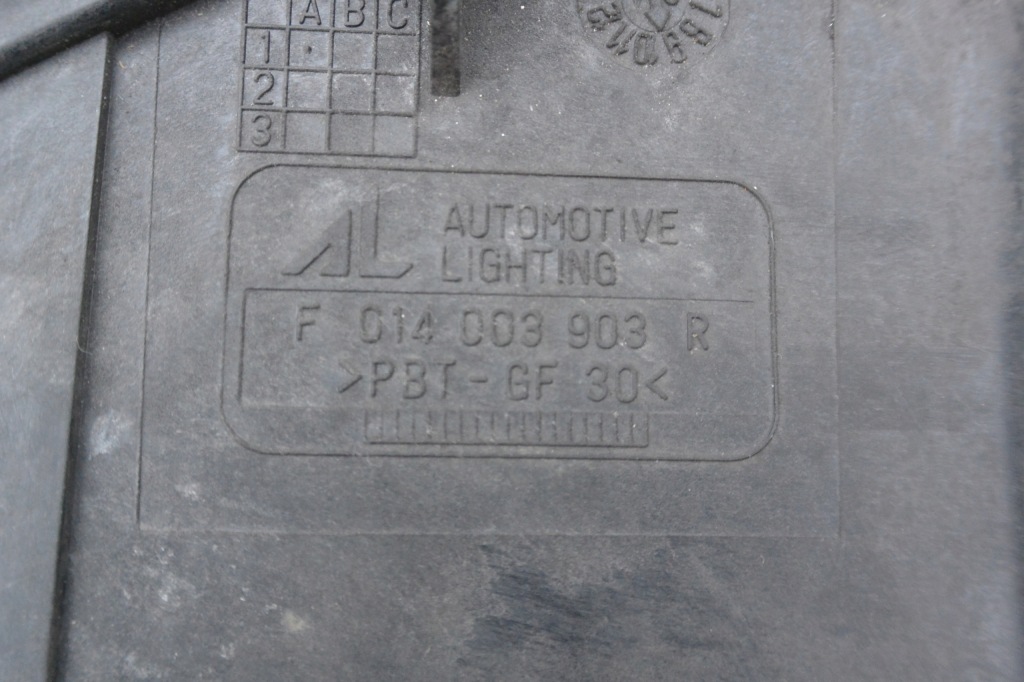 A B C
1
2
3
AL
AUTOMOTIVE
LIGHTING
F 014 003 903 R
>PBT-GF 30<